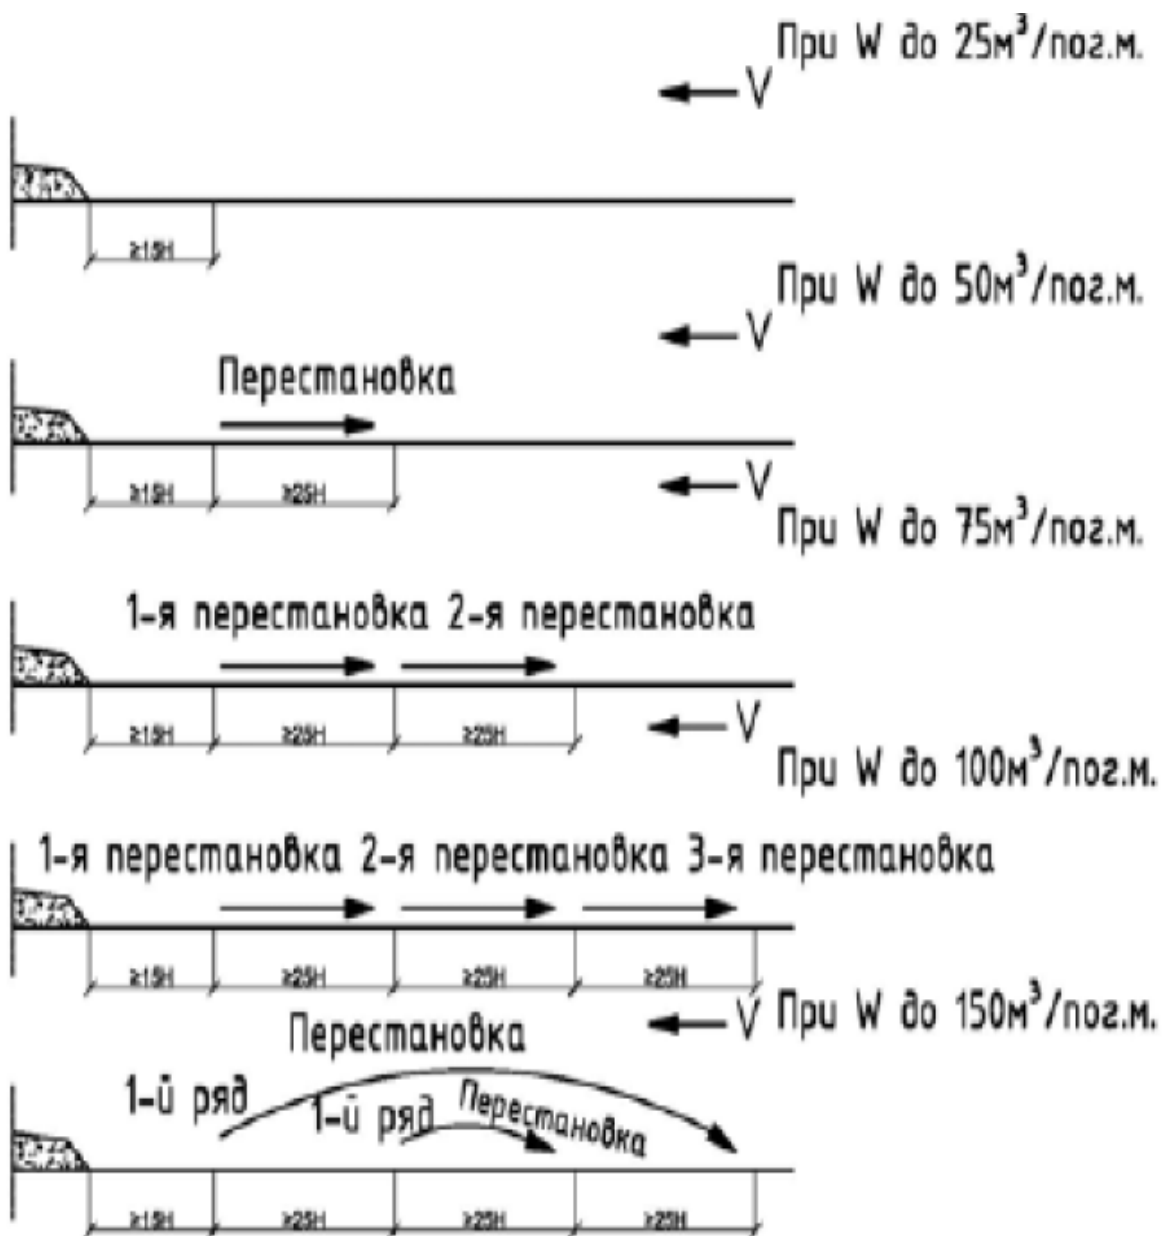 При W до 25м³/пог.м.
V
≥15H
При W до 50м³/пог.м.
V
Перестановка
≥15H ≥25H
V
При W до 75м³/пог.м.
1-я перестановка 2-я перестановка
≥15H ≥25H ≥25H
V
При W до 100м³/пог.м.
1-я перестановка 2-я перестановка 3-я перестановка
≥15H ≥25H ≥25H ≥25H
V При W до 150м³/пог.м.
Перестановка
1-й ряд
1-й ряд Перестановка
≥15H ≥25H ≥25H ≥25H